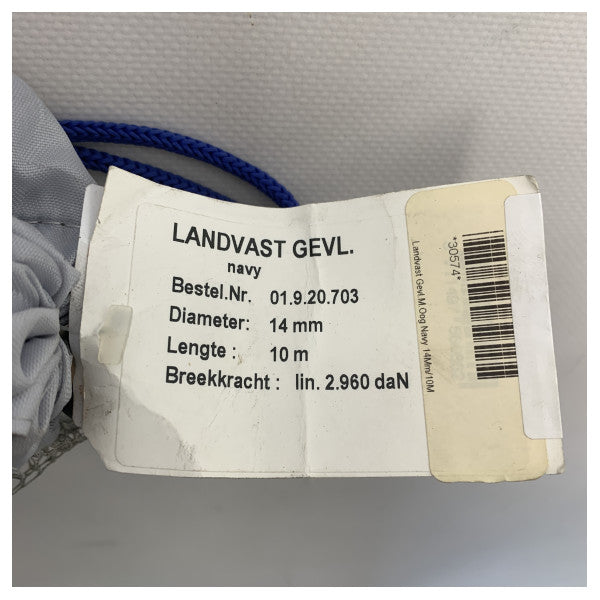 LANDVAST GEVL.
navy
Bestel.Nr. 01.9.20.703
Diameter: 14 mm
Lengte : 10 m
Breekkracht : lin. 2.960 daN
*30574*
Landvast Gevl.M.Oog Navy 14Mm/10M